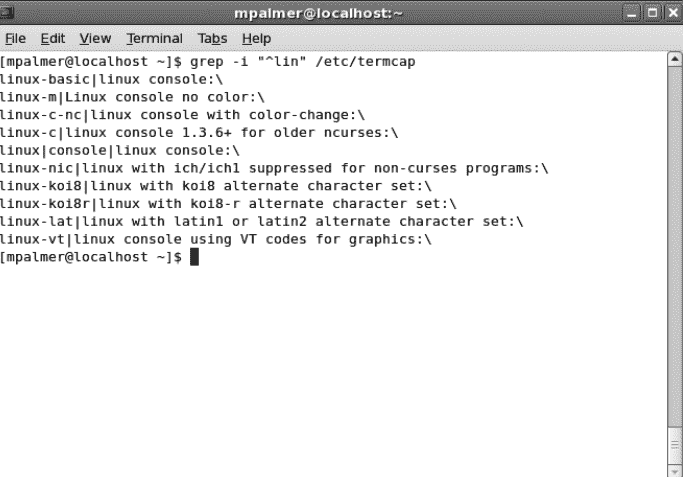 mpalmer@localhost:~
File Edit View Terminal Tabs Help
[mpalmer@localhost ~]$ grep -i "^lin" /etc/termcap
linux-basic|linux console:\
linux-m|Linux console no color:\
linux-c-nc|linux console with color-change:\
linux-c|linux console 1.3.6+ for older ncurses:\
linux|console|linux console:\
linux-nic|linux with ich/ich1 suppressed for non-curses programs:\
linux-koi8|linux with koi8 alternate character set:\
linux-koi8r|linux with koi8-r alternate character set:\
linux-lat|linux with latin1 or latin2 alternate character set:\
linux-vt|linux console using VT codes for graphics:\
[mpalmer@localhost ~]$